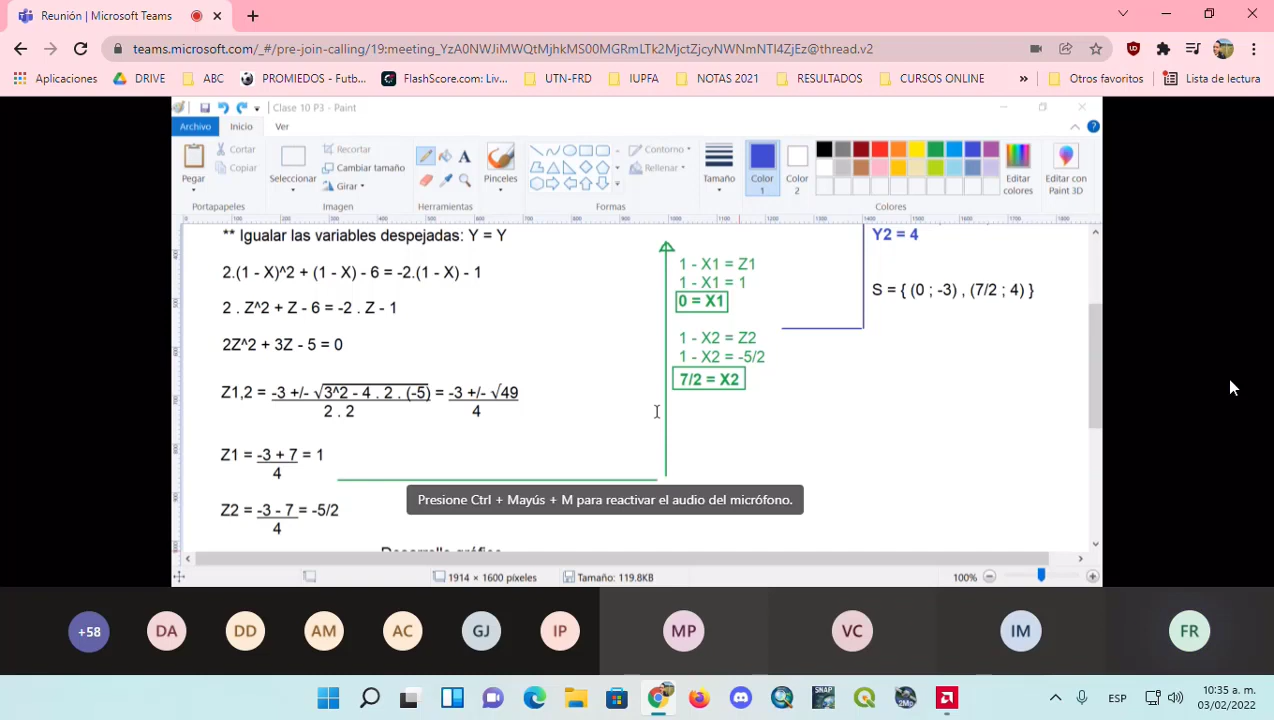 Reunión | Microsoft Teams
teams.microsoft.com/_#/pre-join-calling/19:meeting_YzA0NWJiMWQtMjhkMS00MGRmLTk2MjctZjcyNWNmNTI4ZjEz@thread.v2
Aplicaciones
DRIVE
ABC
PROMIEDOS - Futb...
FlashScore.com: Liv...
UTN-FRD
IUPFA
NOTAS 2021
RESULTADOS
CURSOS ONLINE
»
Otros favoritos
Lista de lectura
Clase 10 P3 - Paint
Archivo
Inicio
Ver
Pegar
Cortar
Copiar
Portapapeles
Seleccionar
Recortar
Cambiar tamaño
Girar
Imagen
A
Herramientas
Pinceles
Contorno
Rellenar
Formas
Tamaño
Color
1
Color
2
Editar
colores
Editar con
Paint 3D
Colores
** Igualar las variables despejadas: Y = Y
2.(1 - X)^2 + (1 - X) - 6 = -2.(1 - X) - 1
2 . Z^2 + Z - 6 = -2 . Z - 1
2Z^2 + 3Z - 5 = 0
Z1,2 = -3 +/- √3^2 - 4 . 2 . (-5) = -3 +/- √49
2 . 2 4
Z1 = -3 + 7 = 1
4
Z2 = -3 - 7 = -5/2
4
Desarrollo gráfico
1 - X1 = Z1
1 - X1 = 1
0 = X1
1 - X2 = Z2
1 - X2 = -5/2
7/2 = X2
Y2 = 4
S = { (0 ; -3) , (7/2 ; 4) }
Presione Ctrl + Mayús + M para reactivar el audio del micrófono.
1914 × 1600 píxeles
Tamaño: 119.8KB
100%
+58
DA
DD
AM
AC
GJ
IP
MP
VC
IM
FR
SNAP
ESP
10:35 a. m.
03/02/2022